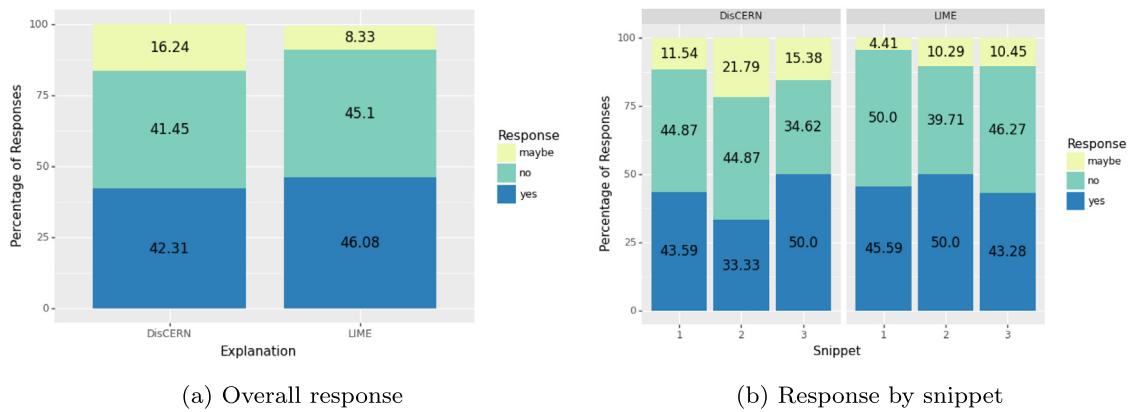 100
75
50
25
0
Percentage of Responses
16.24
41.45
42.31
8.33
45.1
46.08
DisCERN
LIME
Explanation
Response
maybe
no
yes
(a) Overall response
DisCERN
LIME
100
75
50
25
0
Percentage of Responses
11.54
21.79
15.38
44.87
44.87
34.62
43.59
33.33
50.0
4.41
10.29
10.45
50.0
39.71
46.27
45.59
50.0
43.28
1
2
3
1
2
3
Snippet
Response
maybe
no
yes
(b) Response by snippet